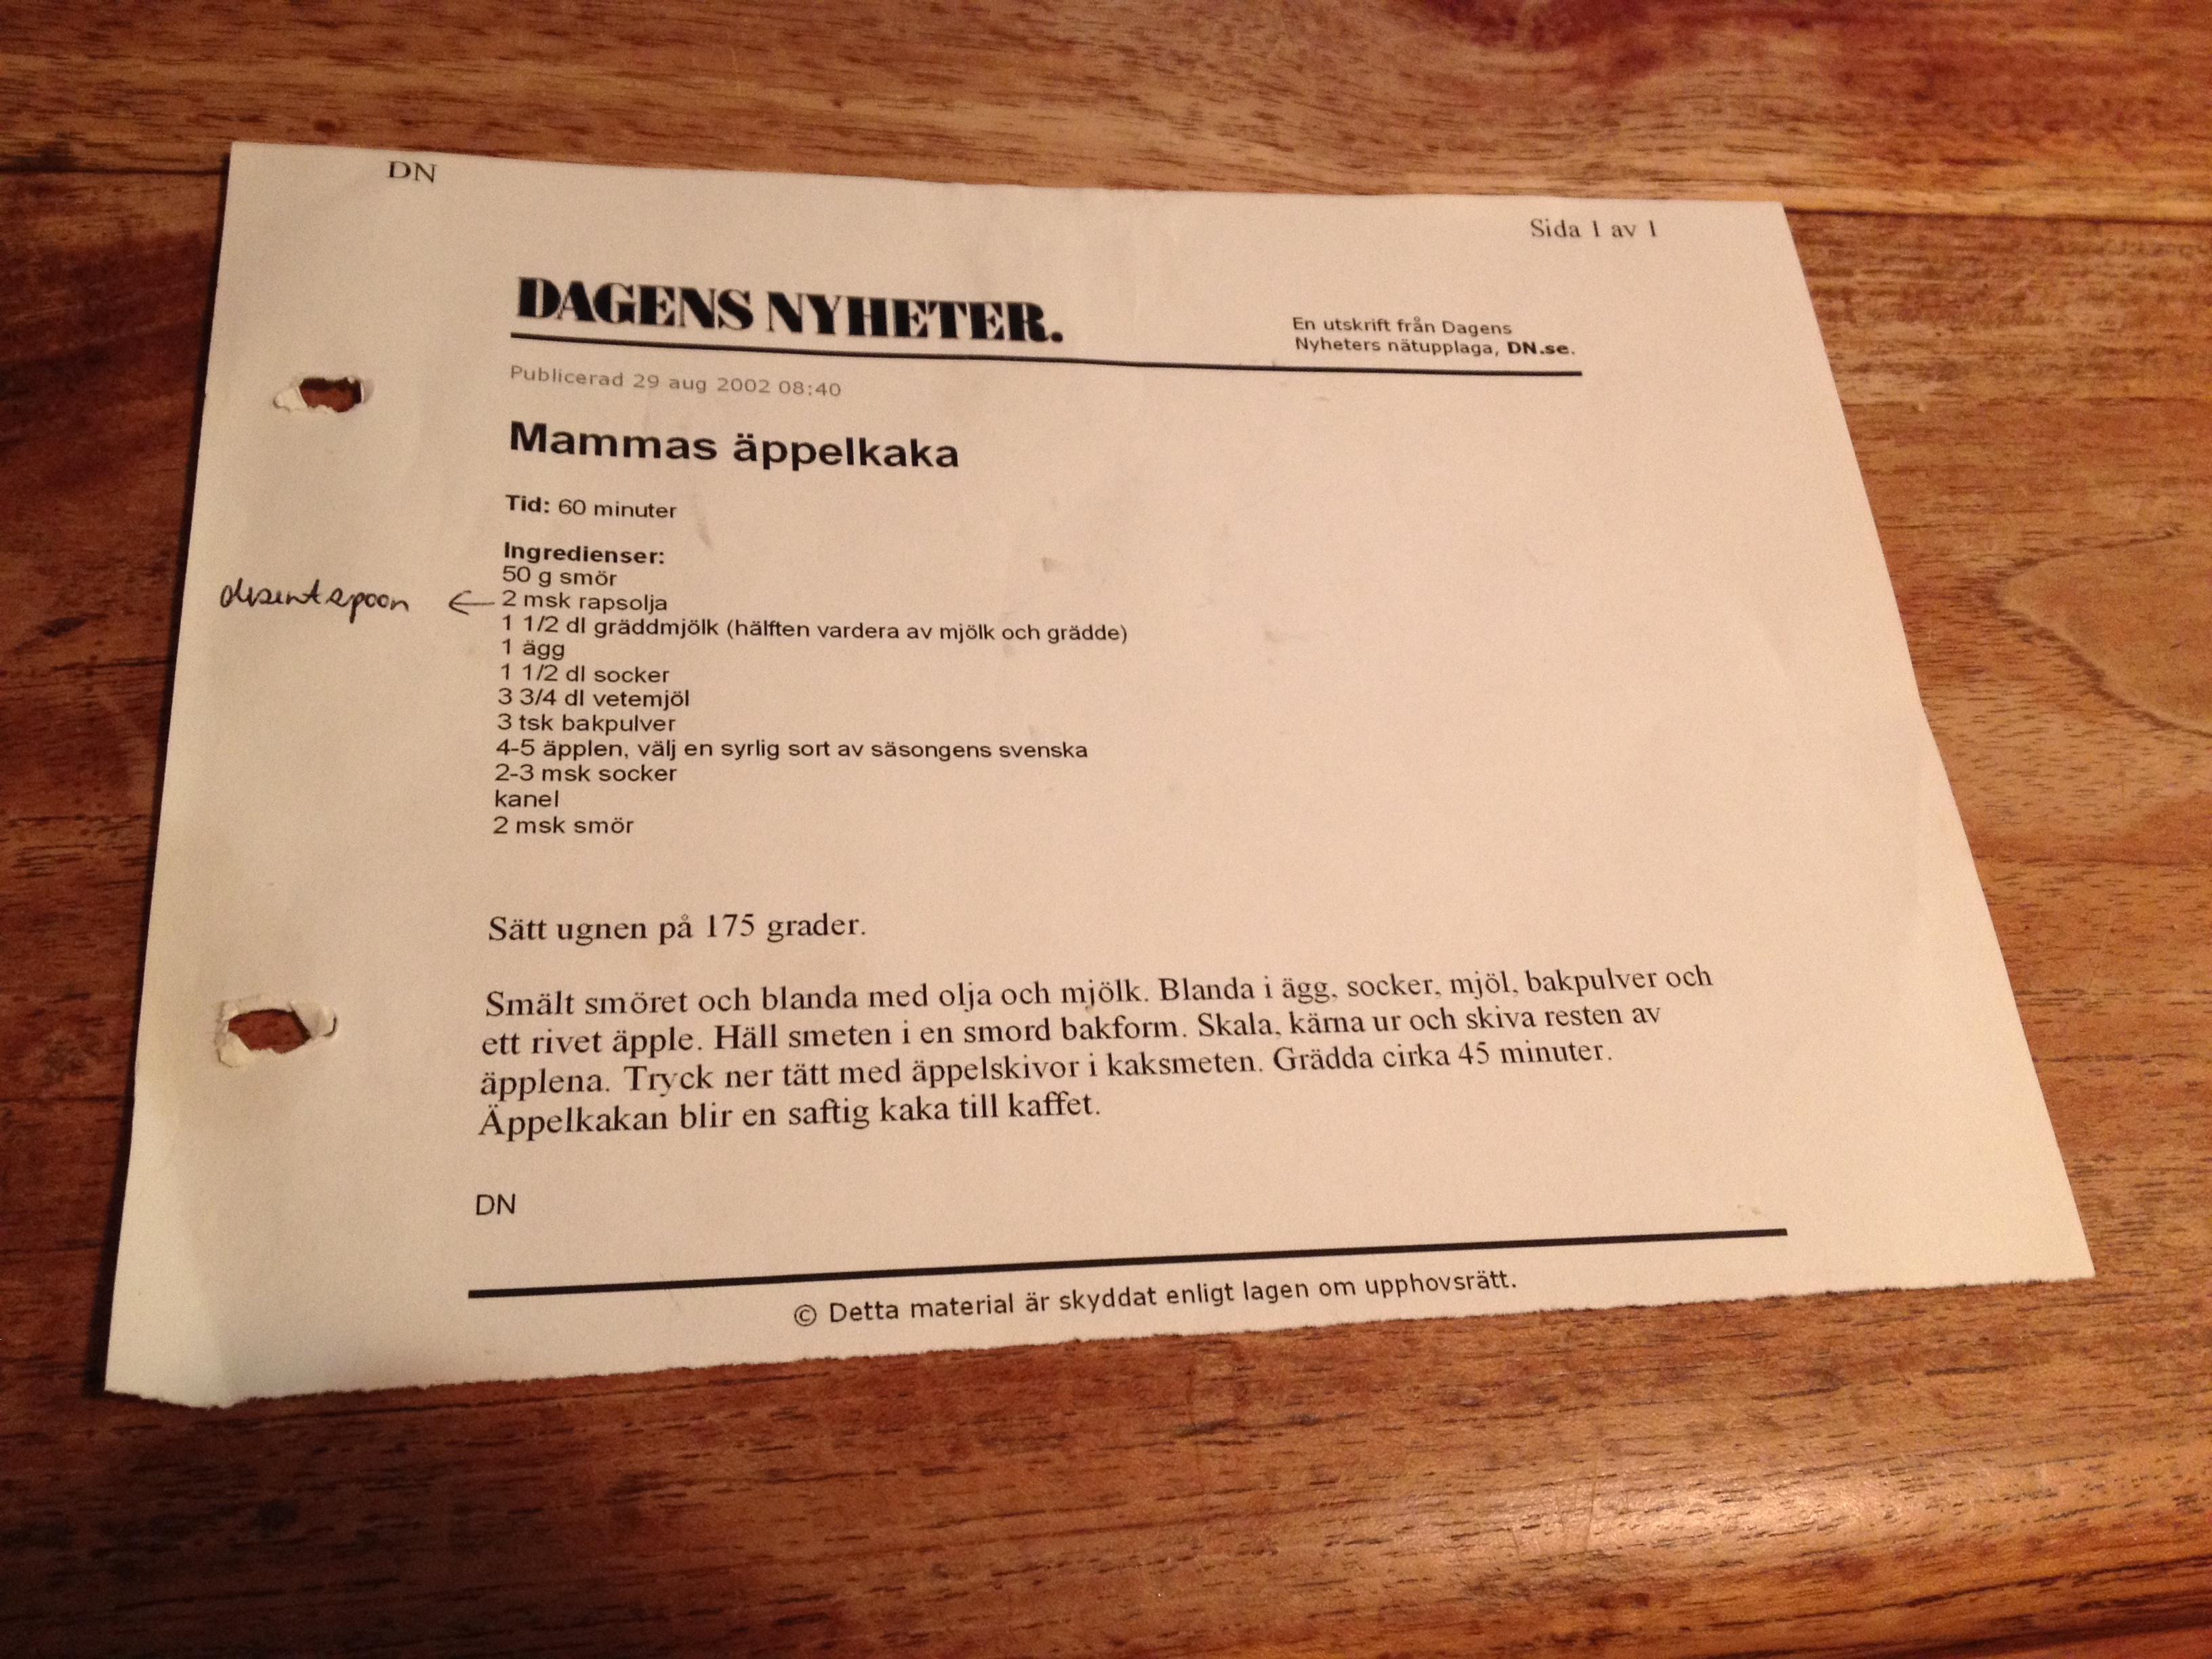 DN
Sida 1 av 1
DAGENS NYHETER.
En utskrift från Dagens
Nyheters nätupplaga, DN.se.
Publicerad 29 aug 2002 08:40
Mammas äppelkaka
Tid: 60 minuter
Ingredienser:
50 g smör
2 msk rapsolja
1 1/2 dl gräddmjölk (hälften vardera av mjölk och grädde)
1 ägg
1 1/2 dl socker
3 3/4 dl vetemjöl
3 tsk bakpulver
4-5 äpplen, välj en syrlig sort av säsongens svenska
2-3 msk socker
kanel
2 msk smör
Sätt ugnen på 175 grader.
Smält smöret och blanda med olja och mjölk. Blanda i ägg, socker, mjöl, bakpulver och
ett rivet äpple. Häll smeten i en smord bakform. Skala, kärna ur och skiva resten av
äpplena. Tryck ner tätt med äppelskivor i kaksmeten. Grädda cirka 45 minuter.
Äppelkakan blir en saftig kaka till kaffet.
DN
© Detta material är skyddat enligt lagen om upphovsrätt.